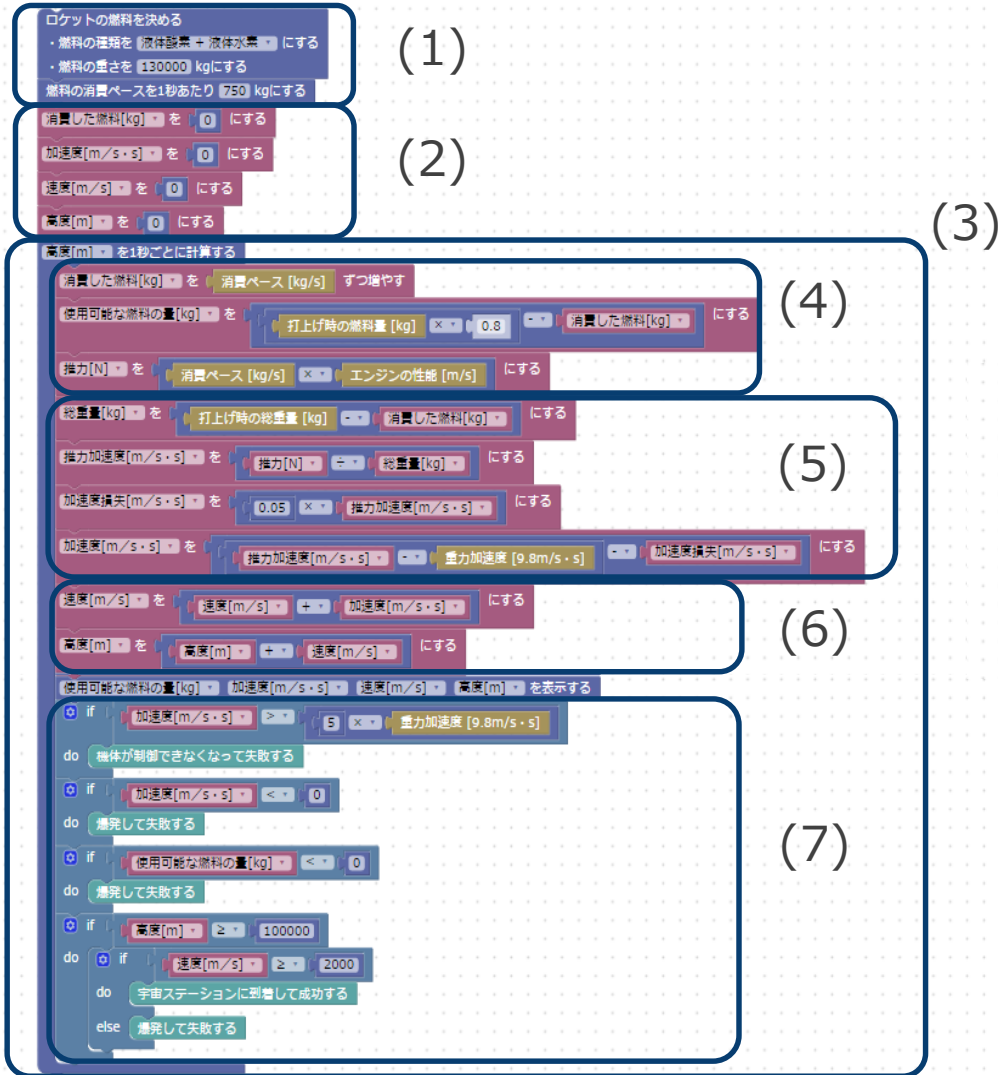 ロケットの燃料を決める
・燃料の種類を 液体酸素 + 液体水素 にする
・燃料の重さを 130000 kgにする
燃料の消費ペースを1秒あたり 750 kgにする
(1)
消費した燃料[kg] を 0 にする
加速度[m/s・s] を 0 にする
速度[m/s] を 0 にする
高度[m] を 0 にする
(2)
(3)
高度[m] を1秒ごとに計算する
消費した燃料[kg] を 消費ペース [kg/s] ずつ増やす
使用可能な燃料の量[kg] を 打上げ時の燃料量 [kg] × 0.8 - 消費した燃料[kg] にする
推力[N] を 消費ペース [kg/s] × エンジンの性能 [m/s] にする
(4)
総重量[kg] を 打上げ時の総重量 [kg] - 消費した燃料[kg] にする
推力加速度[m/s・s] を 推力[N] ÷ 総重量[kg] にする
加速度損失[m/s・s] を 0.05 × 推力加速度[m/s・s] にする
加速度[m/s・s] を 推力加速度[m/s・s] - 重力加速度 [9.8m/s・s] - 加速度損失[m/s・s] にする
(5)
速度[m/s] を 速度[m/s] + 加速度[m/s・s] にする
高度[m] を 高度[m] + 速度[m/s] にする
(6)
使用可能な燃料の量[kg] 加速度[m/s・s] 速度[m/s] 高度[m] を表示する
if 加速度[m/s・s] > 5 × 重力加速度 [9.8m/s・s]
do 機体が制御できなくなって失敗する
if 加速度[m/s・s] < 0
do 爆発して失敗する
if 使用可能な燃料の量[kg] < 0
do 爆発して失敗する
if 高度[m] ≥ 100000
do if 速度[m/s] ≥ 2000
do 宇宙ステーションに到着して成功する
else 爆発して失敗する
(7)